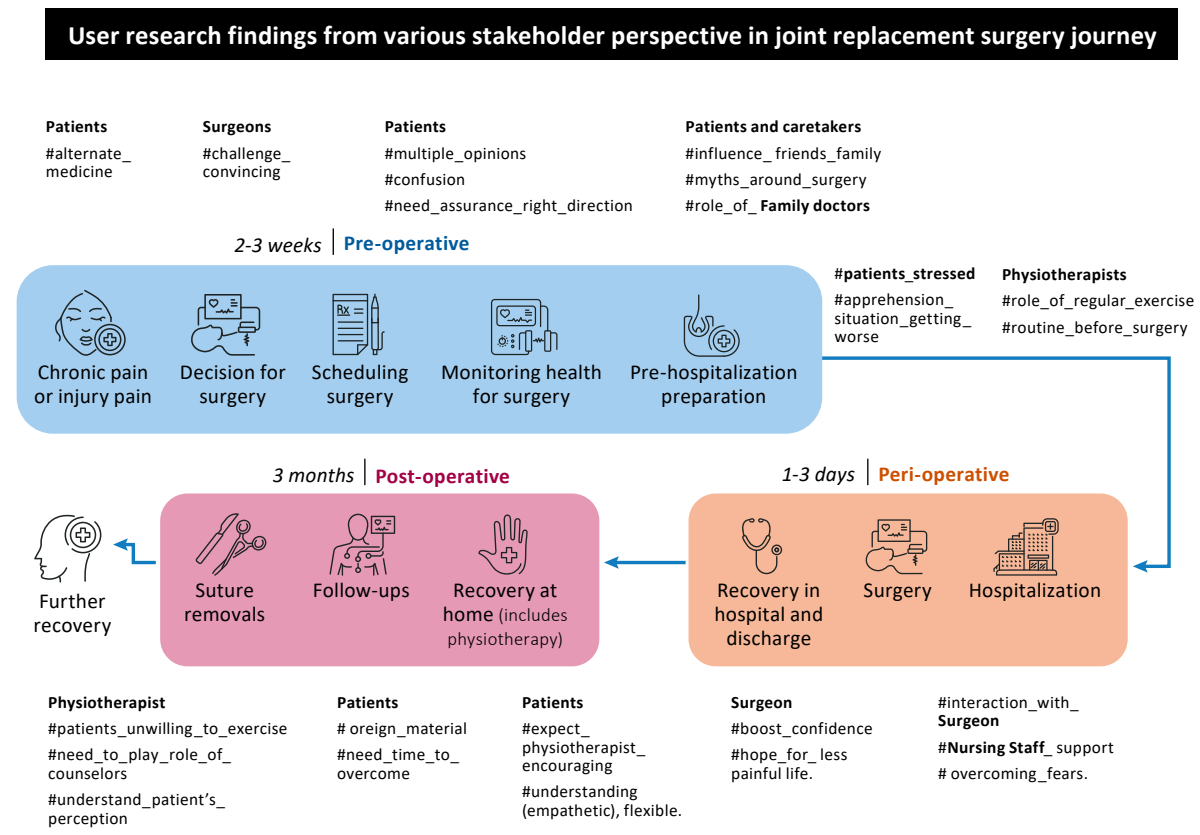 User research findings from various stakeholder perspective in joint replacement surgery journey
Patients
#alternate_
medicine
Surgeons
#challenge_
convincing
Patients
#multiple_opinions
#confusion
#need_assurance_right_direction
Patients and caretakers
#influence_ friends_family
#myths_around_surgery
#role_of_ Family doctors
2-3 weeks | Pre-operative
#patients_stressed
#apprehension_
situation_getting_
worse
Physiotherapists
#role_of_regular_exercise
#routine_before_surgery
Rx =
Chronic pain
or injury pain
Decision for
surgery
Scheduling
surgery
Monitoring health
for surgery
Pre-hospitalization
preparation
3 months | Post-operative
1-3 days | Peri-operative
Further
recovery
Suture
removals
Follow-ups
Recovery at
home (includes
physiotherapy)
Recovery in
hospital and
discharge
Surgery
Hospitalization
Physiotherapist
#patients_unwilling_to_exercise
#need_to_play_role_of_
counselors
#understand_patient's_
perception
Patients
# oreign_material
#need_time_to_
overcome
Patients
#expect_
physiotherapist_
encouraging
#understanding
(empathetic), flexible.
Surgeon
#boost_confidence
#hope_for_ less
painful life.
#interaction_with_
Surgeon
#Nursing Staff_ support
# overcoming_fears.